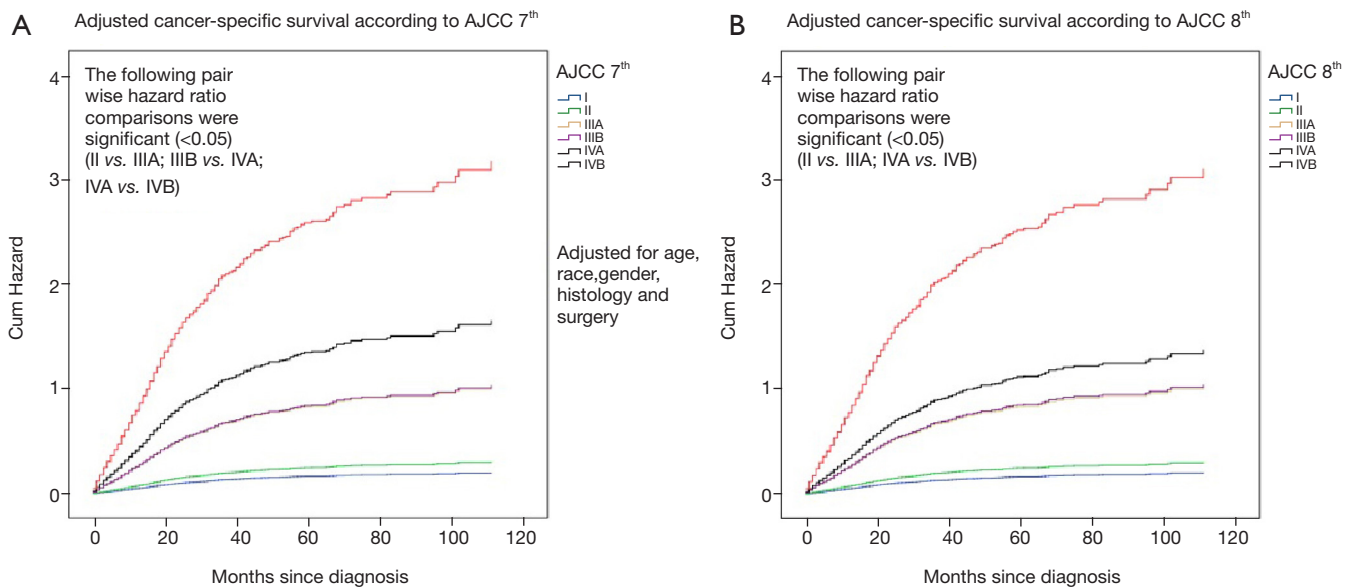 A
Adjusted cancer-specific survival according to AJCC 7th
The following pair
wise hazard ratio
comparisons were
significant (<0.05)
(II vs. IIIA; IIIB vs. IVA;
IVA vs. IVB)
AJCC 7th
I
II
IIIA
IIIB
IVA
IVB
Adjusted for age,
race,gender,
histology and
surgery
Cum Hazard
4
3
2
1
0
0 20 40 60 80 100 120
Months since diagnosis
B
Adjusted cancer-specific survival according to AJCC 8th
The following pair
wise hazard ratio
comparisons were
significant (<0.05)
(II vs. IIIA; IVA vs. IVB)
AJCC 8th
I
II
IIIA
IIIB
IVA
IVB
Cum Hazard
4
3
2
1
0
0 20 40 60 80 100 120
Months since diagnosis